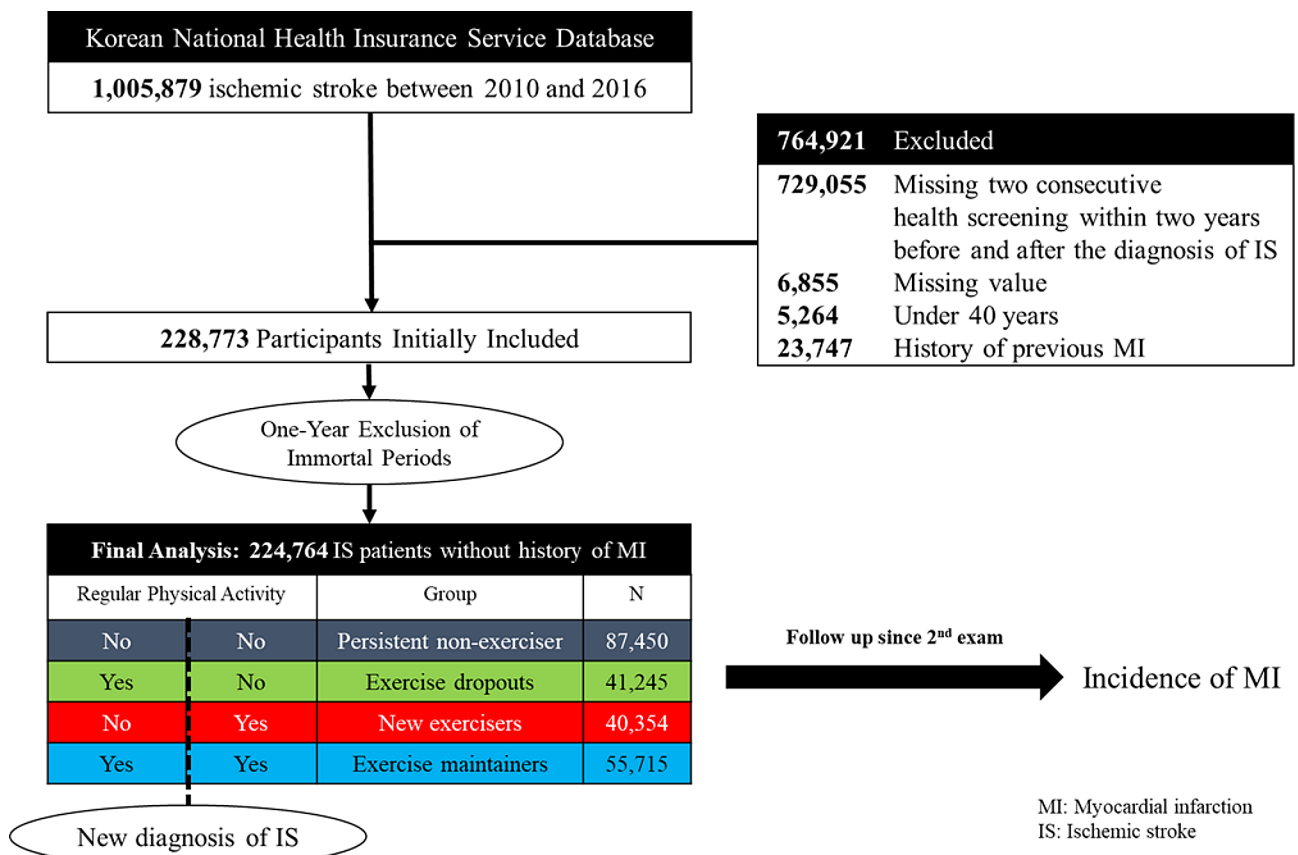 Korean National Health Insurance Service Database
1,005,879 ischemic stroke between 2010 and 2016
764,921 Excluded
729,055 Missing two consecutive
health screening within two years
before and after the diagnosis of IS
6,855 Missing value
5,264 Under 40 years
23,747 History of previous MI
228,773 Participants Initially Included
One-Year Exclusion of
Immortal Periods
Final Analysis: 224,764 IS patients without history of MI
Regular Physical Activity Group N
No No Persistent non-exerciser 87,450
Yes No Exercise dropouts 41,245
No Yes New exercisers 40,354
Yes Yes Exercise maintainers 55,715
New diagnosis of IS
Follow up since 2nd exam
Incidence of MI
MI: Myocardial infarction
IS: Ischemic stroke